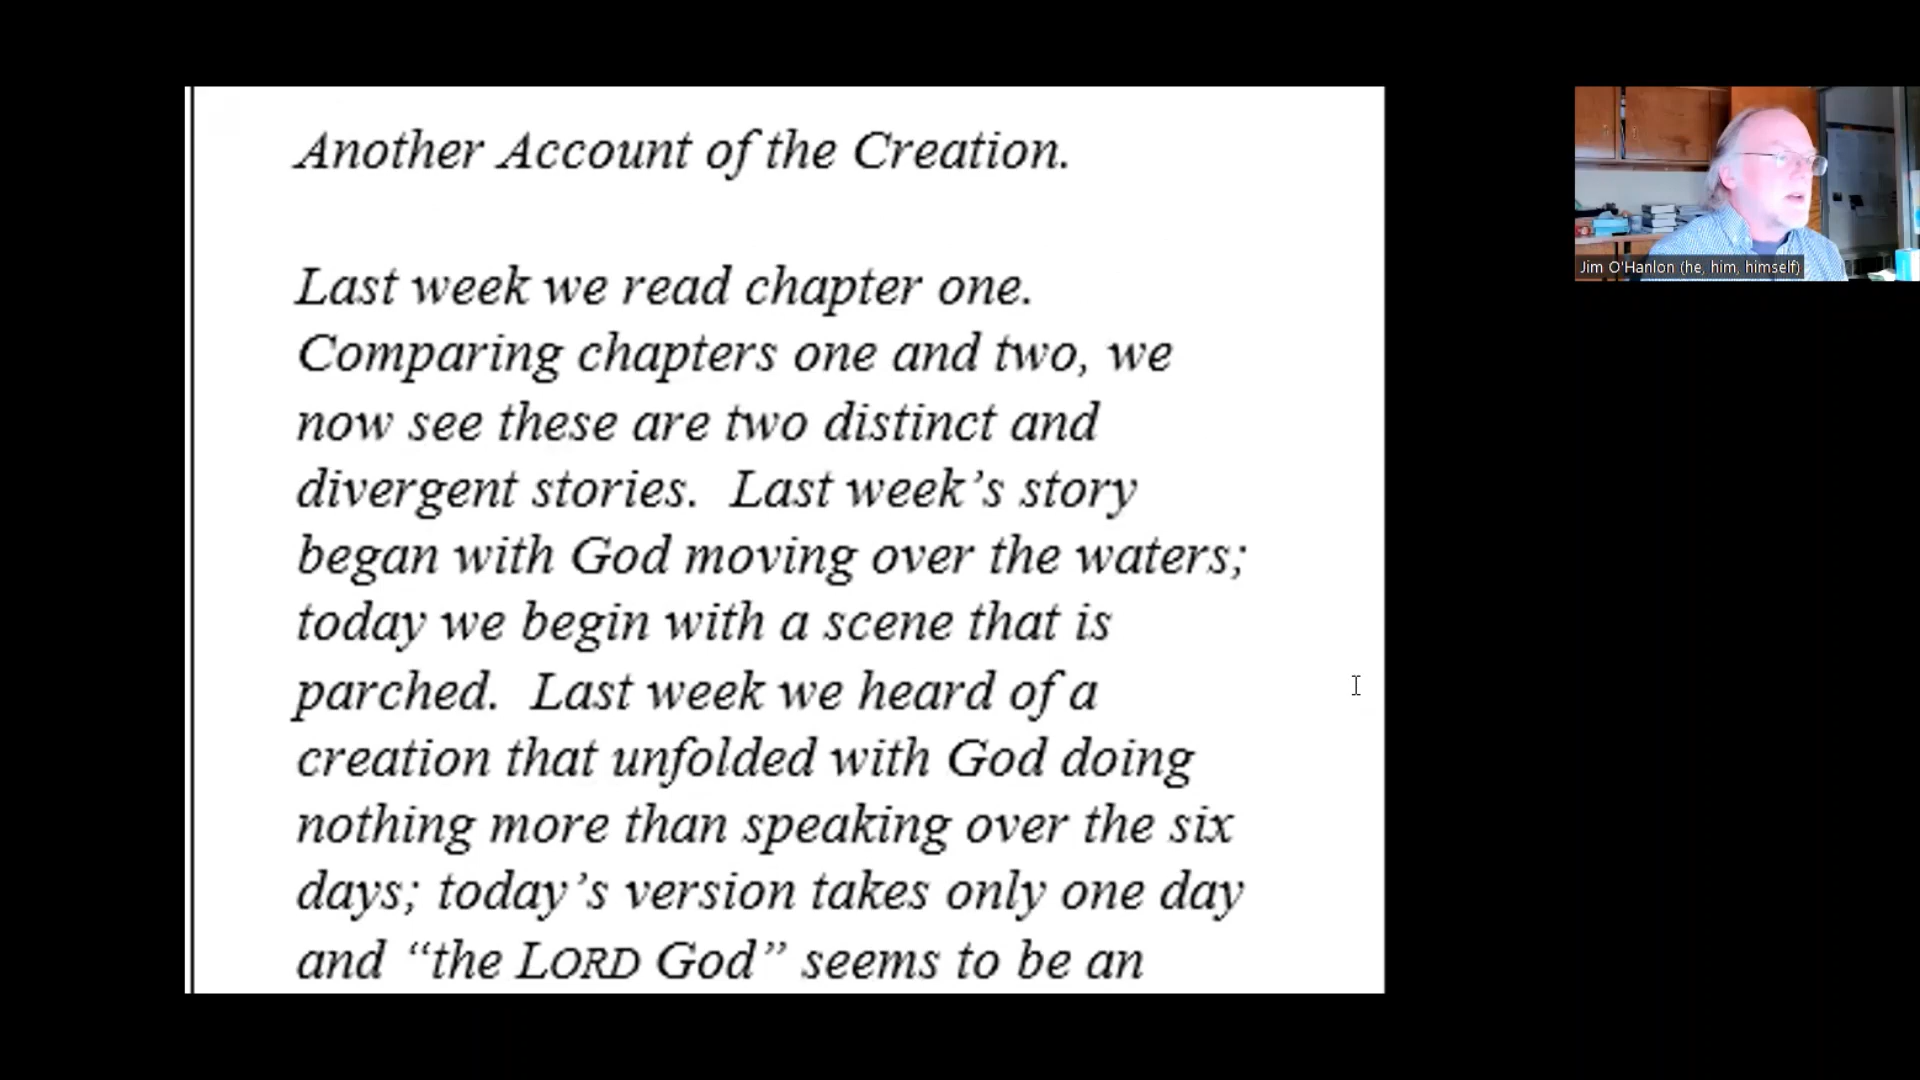 Another Account of the Creation.
Last week we read chapter one.
Comparing chapters one and two, we
now see these are two distinct and
divergent stories.  Last week’s story
began with God moving over the waters;
today we begin with a scene that is
parched.  Last week we heard of a
creation that unfolded with God doing
nothing more than speaking over the six
days; today’s version takes only one day
and “the LORD God” seems to be an
Jim O'Hanlon (he, him, himself)